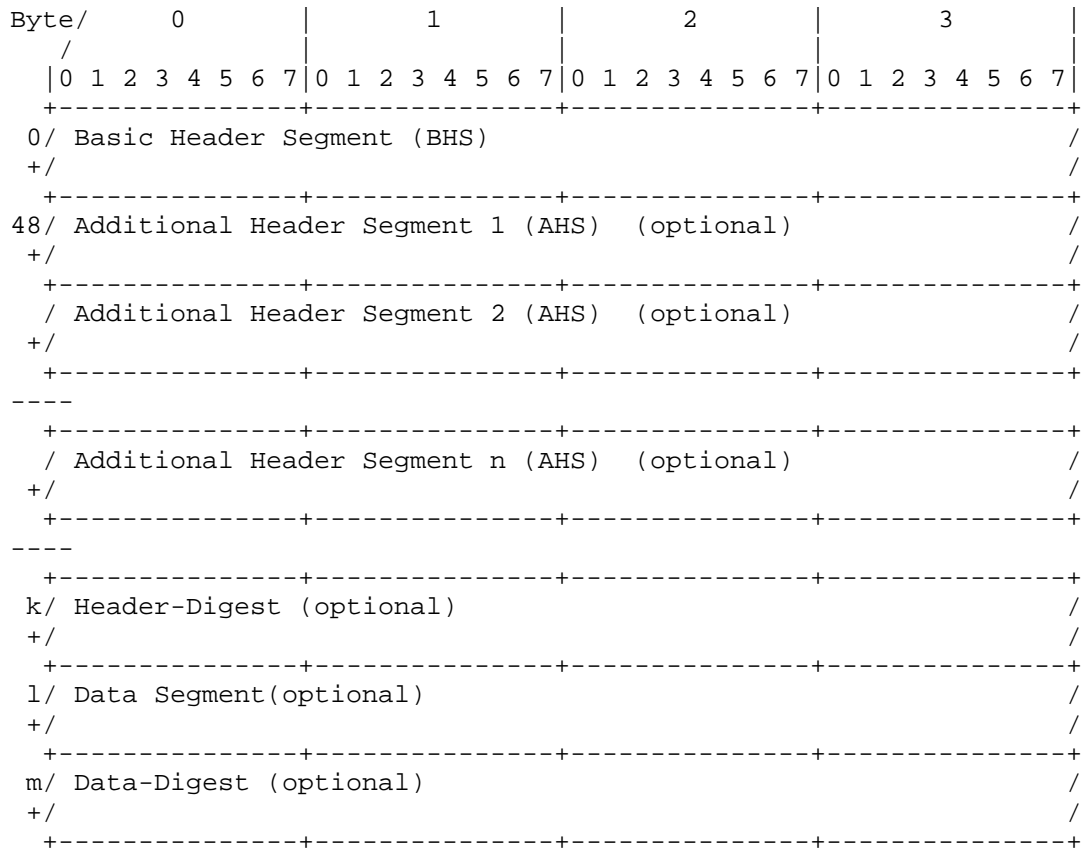 Byte/     0       |       1       |       2       |       3       |
   /              |               |               |               |
  |0 1 2 3 4 5 6 7|0 1 2 3 4 5 6 7|0 1 2 3 4 5 6 7|0 1 2 3 4 5 6 7|
  +---------------+---------------+---------------+---------------+
 0/ Basic Header Segment (BHS)                                    /
 +/                                                               /
  +---------------+---------------+---------------+---------------+
48/ Additional Header Segment 1 (AHS)  (optional)                 /
 +/                                                               /
  +---------------+---------------+---------------+---------------+
  / Additional Header Segment 2 (AHS)  (optional)                 /
 +/                                                               /
  +---------------+---------------+---------------+---------------+
----
  +---------------+---------------+---------------+---------------+
  / Additional Header Segment n (AHS)  (optional)                 /
 +/                                                               /
  +---------------+---------------+---------------+---------------+
----
  +---------------+---------------+---------------+---------------+
 k/ Header-Digest (optional)                                      /
 +/                                                               /
  +---------------+---------------+---------------+---------------+
 l/ Data Segment(optional)                                        /
 +/                                                               /
  +---------------+---------------+---------------+---------------+
 m/ Data-Digest (optional)                                        /
 +/                                                               /
  +---------------+---------------+---------------+---------------+